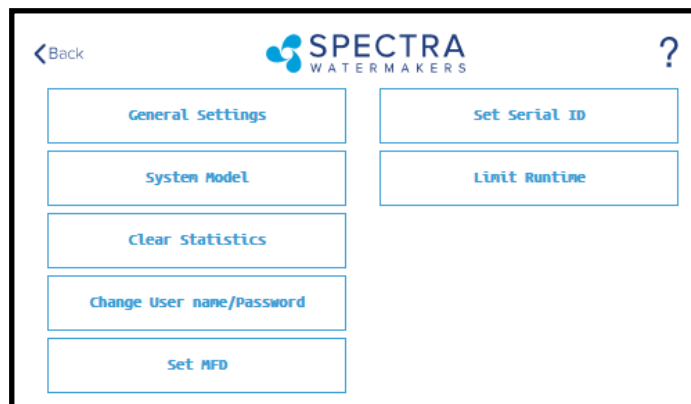 Back
SPECTRA
WATERMAKERS
?
General Settings
Set Serial ID
System Model
Limit Runtime
Clear Statistics
Change User name/Password
Set MFD